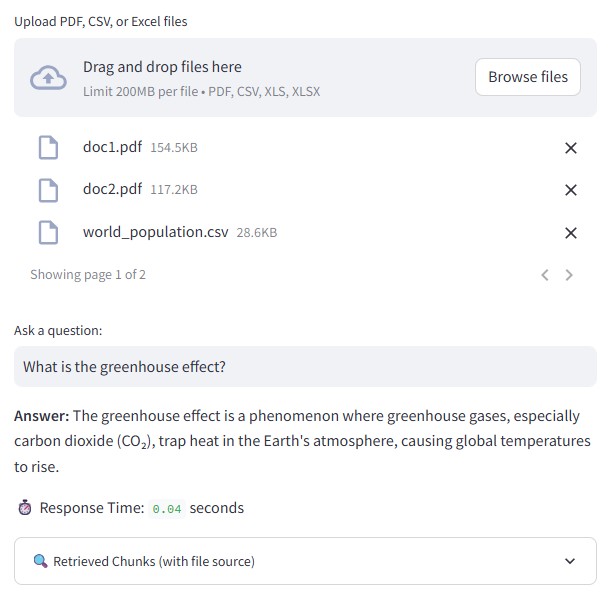 Upload PDF, CSV, or Excel files
Drag and drop files here
Limit 200MB per file • PDF, CSV, XLS, XLSX
Browse files
doc1.pdf 154.5KB
doc2.pdf 117.2KB
world_population.csv 28.6KB
Showing page 1 of 2
Ask a question:
What is the greenhouse effect?
Answer: The greenhouse effect is a phenomenon where greenhouse gases, especially
carbon dioxide (CO₂), trap heat in the Earth's atmosphere, causing global temperatures
to rise.
Response Time: 0.04 seconds
Retrieved Chunks (with file source)